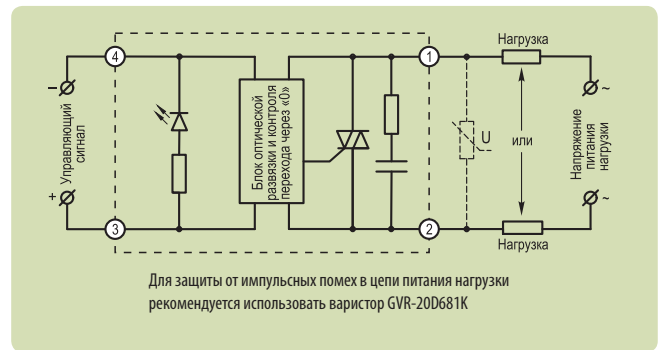 4
1
Нагрузка
–
~
Управляющий
сигнал
Блок оптической
развязки и контроля
перехода через «0»
U
или
Напряжение
питания
нагрузки
+
~
3
2
Нагрузка
Для защиты от импульсных помех в цепи питания нагрузки
рекомендуется использовать варистор GVR-20D681K